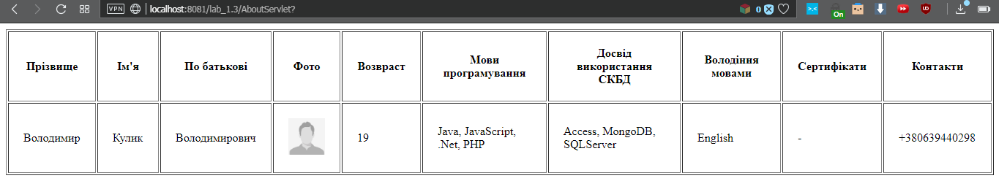 VPN localhost:8081/lab_1.3/AboutServlet? 0 >.< On
Прізвище Ім'я По батькові Фото Возвраст Мови програмування Досвід використання СКБД Володіння мовами Сертифікати Контакти
Володимир Кулик Володимирович 19 Java, JavaScript, .Net, PHP Access, MongoDB, SQLServer English - +380639440298